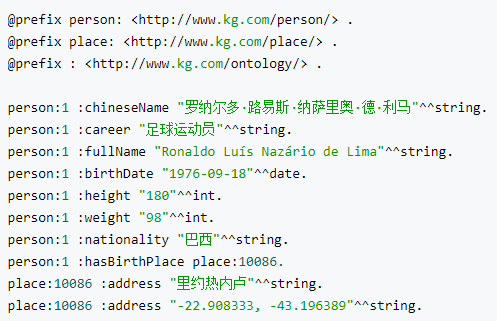 @prefix person: <http://www.kg.com/person/> .
@prefix place: <http://www.kg.com/place/> .
@prefix : <http://www.kg.com/ontology/> .
person:1 :chineseName "罗纳尔多·路易斯·纳萨里奥·德·利马"^^string.
person:1 :career "足球运动员"^^string.
person:1 :fullName "Ronaldo Luís Nazário de Lima"^^string.
person:1 :birthDate "1976-09-18"^^date.
person:1 :height "180"^^int.
person:1 :weight "98"^^int.
person:1 :nationality "巴西"^^string.
person:1 :hasBirthPlace place:10086.
place:10086 :address "里约热内卢"^^string.
place:10086 :address "-22.908333, -43.196389"^^string.